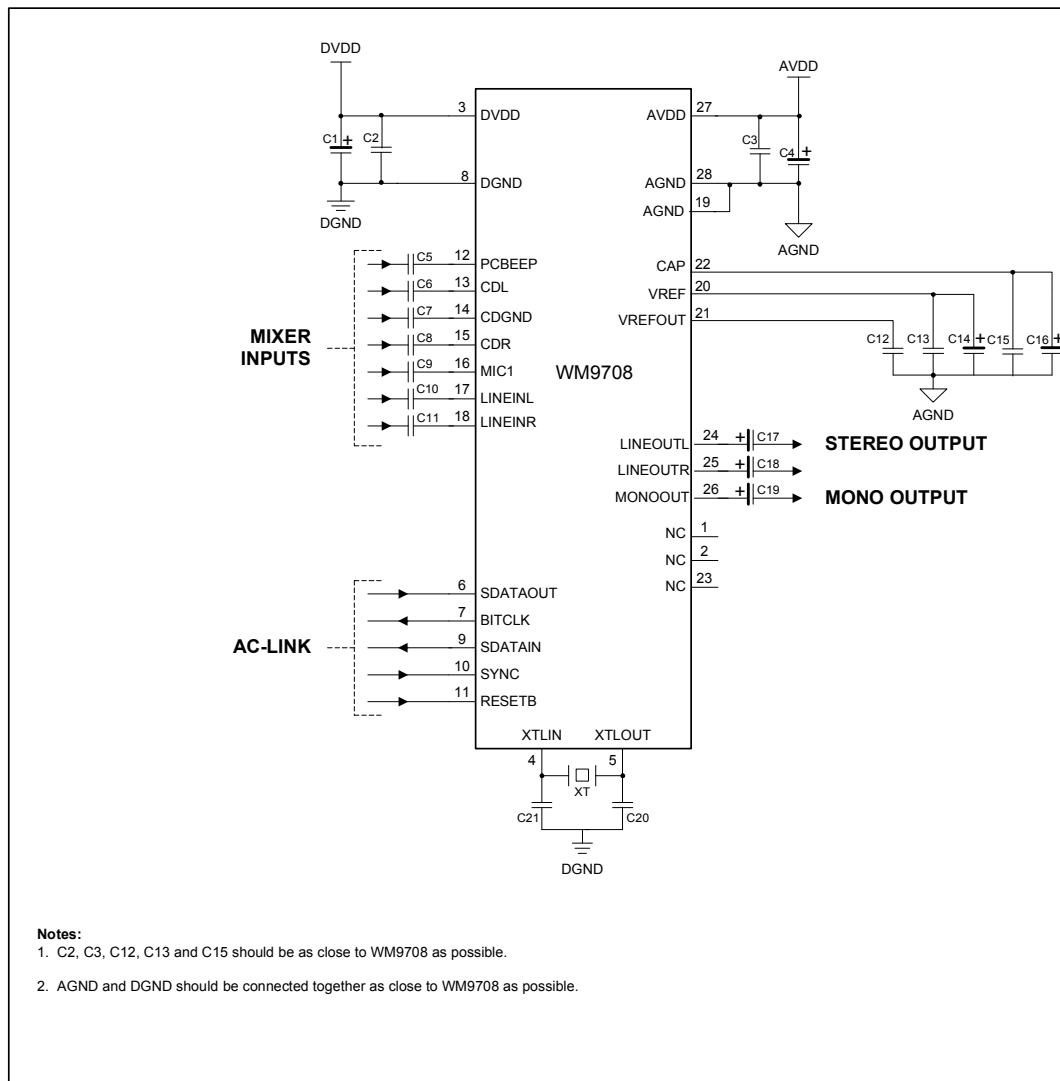 DVDD
AVDD
3 DVDD
AVDD 27
C1 + C2
C3 C4 +
8 DGND
AGND 28
AGND 19
DGND
AGND
MIXER
INPUTS
C5 12 PCBEEP
C6 13 CDL
C7 14 CDGND
C8 15 CDR
C9 16 MIC1
C10 17 LINEINL
C11 18 LINEINR
WM9708
CAP 22
VREF 20
VREFOUT 21
C12 C13 C14 + C15 C16 +
AGND
LINEOUTL 24 + C17 STEREO OUTPUT
LINEOUTR 25 + C18
MONOOUT 26 + C19 MONO OUTPUT
NC 1
NC 2
NC 23
AC-LINK
6 SDATAOUT
7 BITCLK
9 SDATAIN
10 SYNC
11 RESETB
XTLIN XTLOUT
4 5
XT
C21 C20
DGND
Notes:
1. C2, C3, C12, C13 and C15 should be as close to WM9708 as possible.
2. AGND and DGND should be connected together as close to WM9708 as possible.